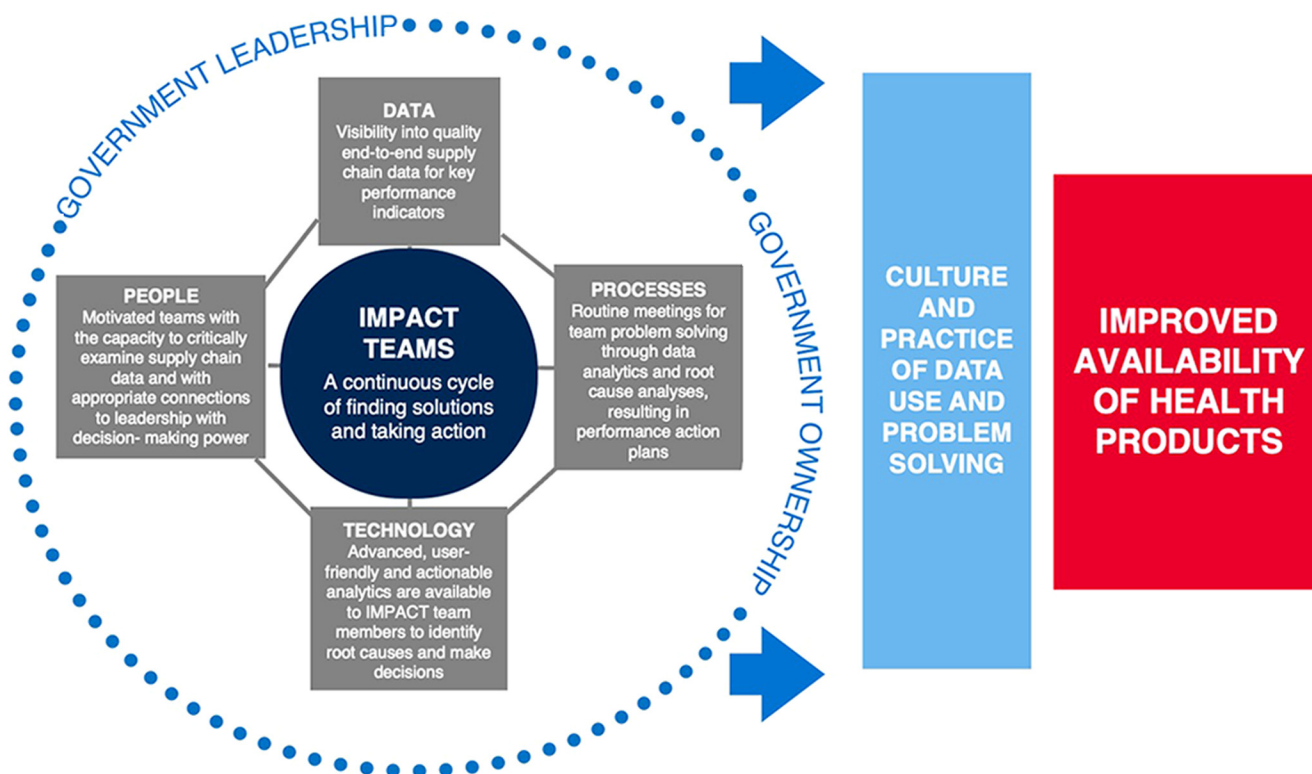 GOVERNMENT LEADERSHIP
DATA
Visibility into quality
end-to-end supply
chain data for key
performance
indicators
PEOPLE
Motivated teams with
the capacity to critically
examine supply chain
data and with
appropriate connections
to leadership with
decision- making power
IMPACT
TEAMS
A continuous cycle
of finding solutions
and taking action
PROCESSES
Routine meetings for
team problem solving
through data
analytics and root
cause analyses,
resulting in
performance action
plans
TECHNOLOGY
Advanced, user-
friendly and actionable
analytics are available
to IMPACT team
members to identify
root causes and make
decisions
GOVERNMENT OWNERSHIP
CULTURE
AND
PRACTICE
OF DATA
USE AND
PROBLEM
SOLVING
IMPROVED
AVAILABILITY
OF HEALTH
PRODUCTS